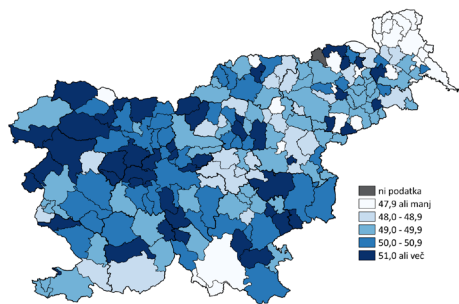 ni podatka
47,9 ali manj
48,0 - 48,9
49,0 - 49,9
50,0 - 50,9
51,0 ali več